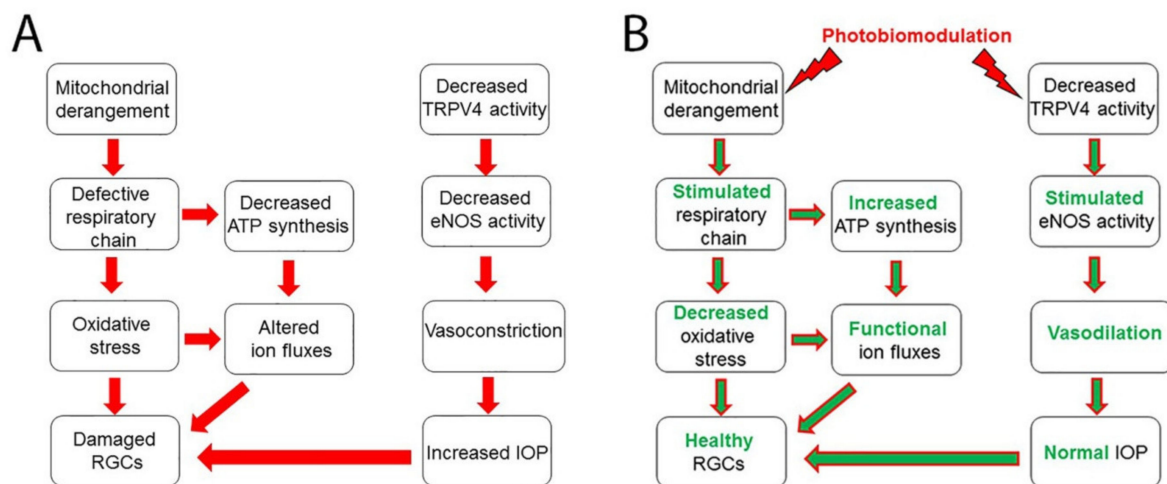 A
Mitochondrial
derangement
Decreased
TRPV4 activity
Defective
respiratory
chain
Decreased
ATP synthesis
Decreased
eNOS activity
Oxidative
stress
Altered
ion fluxes
Vasoconstriction
Damaged
RGCs
Increased IOP
B
Photobiomodulation
Mitochondrial
derangement
Decreased
TRPV4 activity
Stimulated
respiratory
chain
Increased
ATP synthesis
Stimulated
eNOS activity
Decreased
oxidative
stress
Functional
ion fluxes
Vasodilation
Healthy
RGCs
Normal IOP